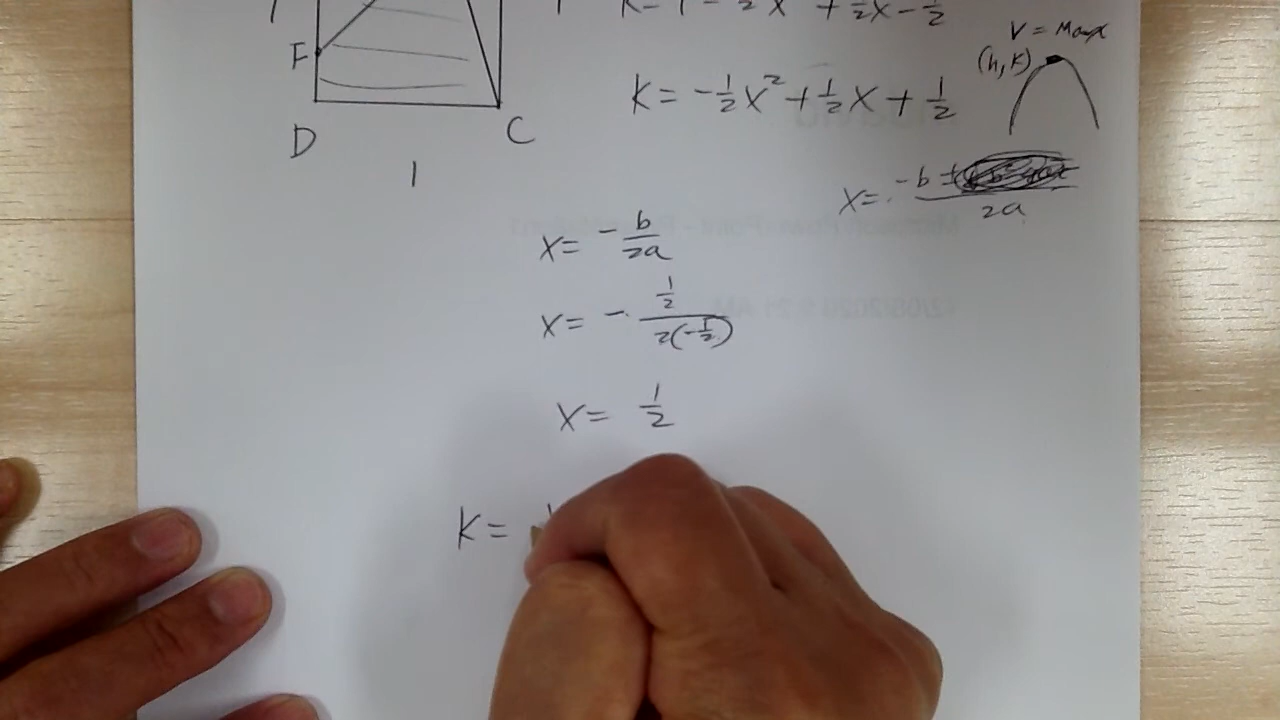 F
D
C
1
K = -1/2 x² + 1/2 x + 1/2
V = Max
(h, k)
x = -b ±
2a
x = - b/2a
x = - 1/2 / 2(-1/2)
x = 1/2
K =